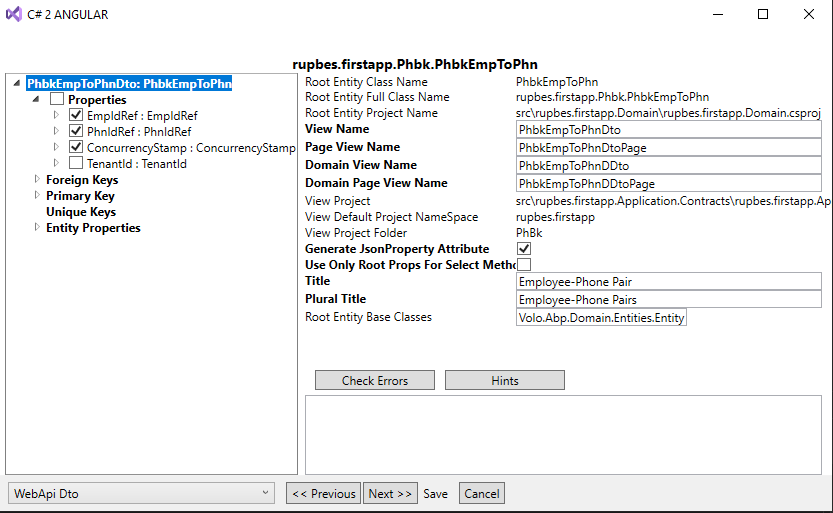 C# 2 ANGULAR
rupbes.firstapp.Phbk.PhbkEmpToPhn
PhbkEmpToPhnDto: PhbkEmpToPhn
Properties
EmpIdRef : EmpIdRef
PhnIdRef : PhnIdRef
ConcurrencyStamp : ConcurrencyStamp
TenantId : TenantId
Foreign Keys
Primary Key
Unique Keys
Entity Properties
Root Entity Class Name PhbkEmpToPhn
Root Entity Full Class Name rupbes.firstapp.Phbk.PhbkEmpToPhn
Root Entity Project Name src\rupbes.firstapp.Domain\rupbes.firstapp.Domain.csproj
View Name PhbkEmpToPhnDto
Page View Name PhbkEmpToPhnDtoPage
Domain View Name PhbkEmpToPhnDDto
Domain Page View Name PhbkEmpToPhnDDtoPage
View Project src\rupbes.firstapp.Application.Contracts\rupbes.firstapp.Ap
View Default Project NameSpace rupbes.firstapp
View Project Folder PhBk
Generate JsonProperty Attribute
Use Only Root Props For Select Metho
Title Employee-Phone Pair
Plural Title Employee-Phone Pairs
Root Entity Base Classes Volo.Abp.Domain.Entities.Entity
Check Errors Hints
WebApi Dto << Previous Next >> Save Cancel